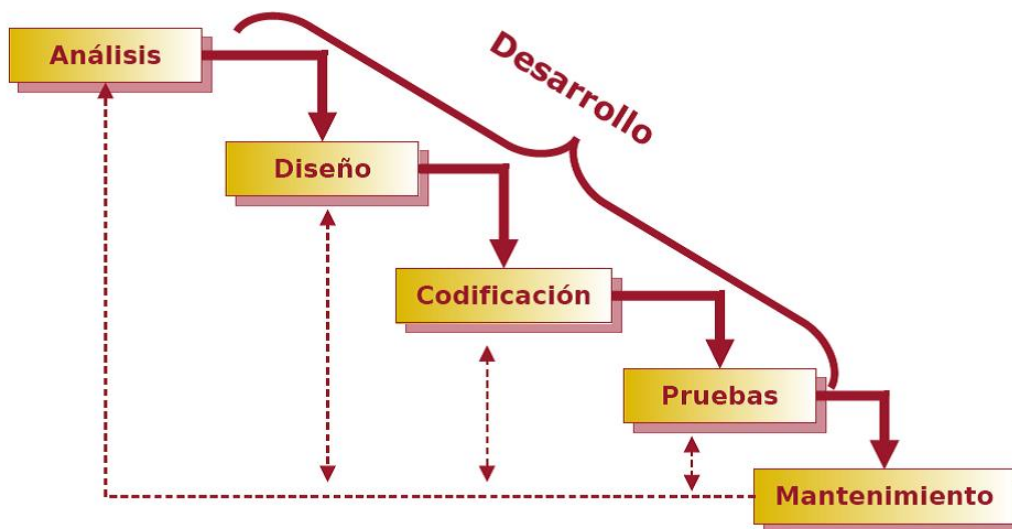 Análisis
Desarrollo
Diseño
Codificación
Pruebas
Mantenimiento